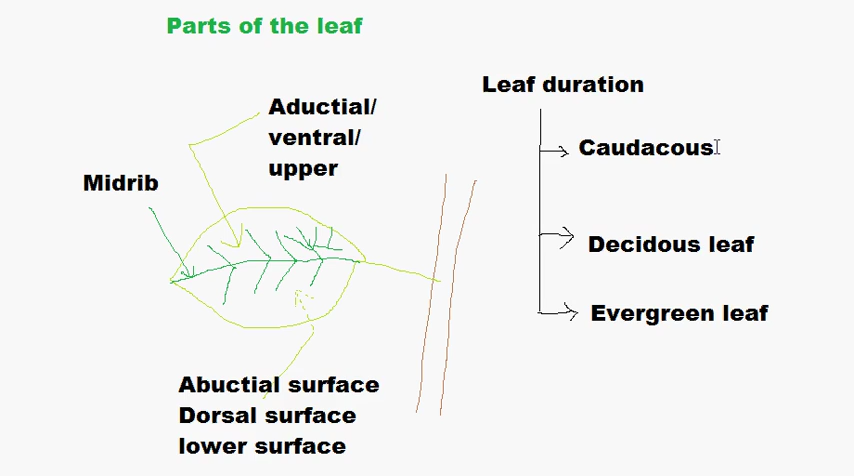 Parts of the leaf
Leaf duration
Aductial/
ventral/
upper
Caudacous
Midrib
Decidous leaf
Evergreen leaf
Abuctial surface
Dorsal surface
lower surface